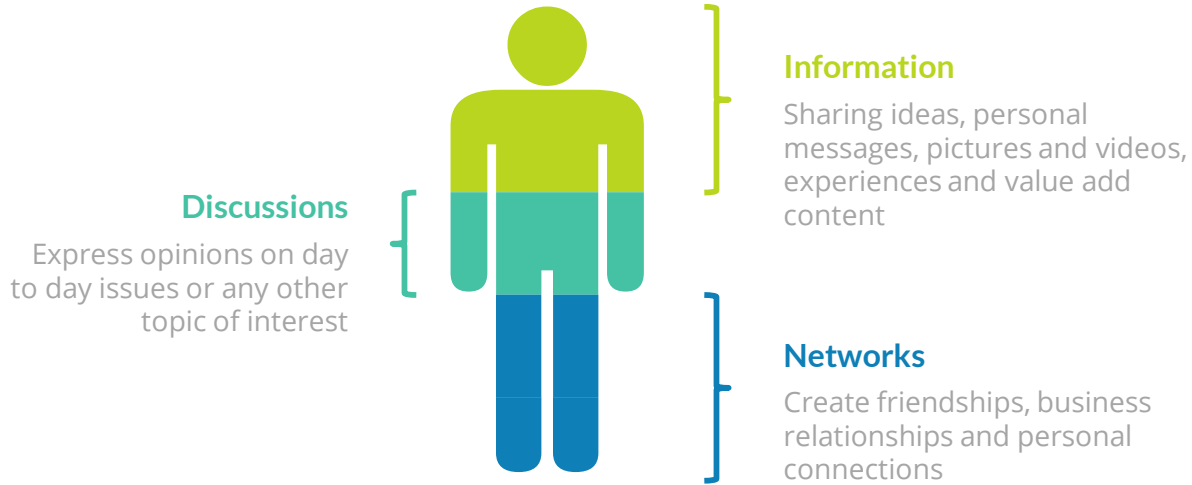 Information
Sharing ideas, personal
messages, pictures and videos,
experiences and value add
content
Discussions
Express opinions on day
to day issues or any other
topic of interest
Networks
Create friendships, business
relationships and personal
connections